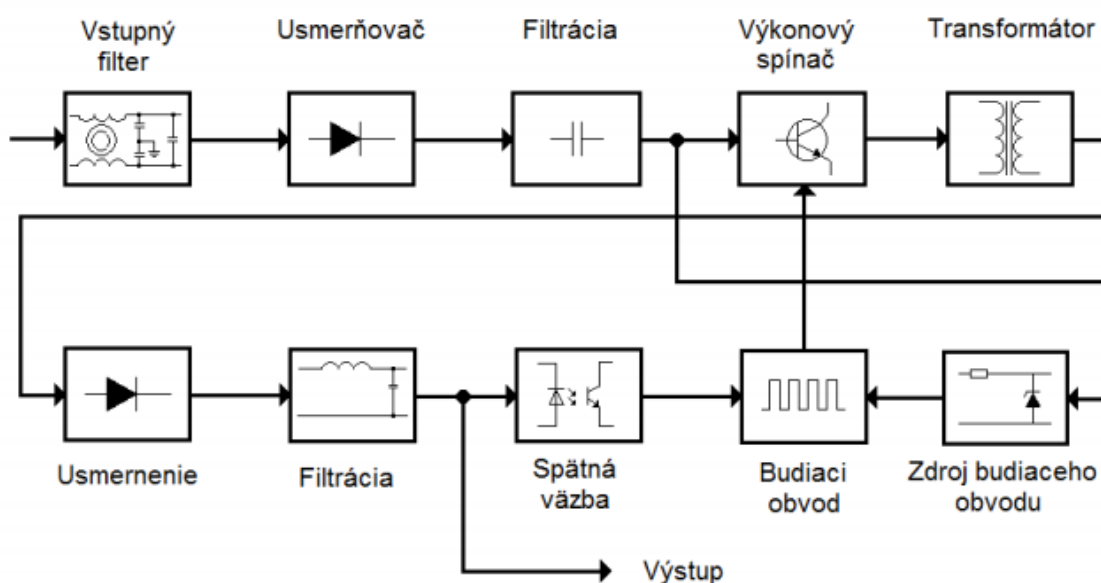 Vstupný
filter
Usmerňovač
Filtrácia
Výkonový
spínač
Transformátor
Usmernenie
Filtrácia
Spätná
väzba
Budiaci
obvod
Zdroj budiaceho
obvodu
Výstup